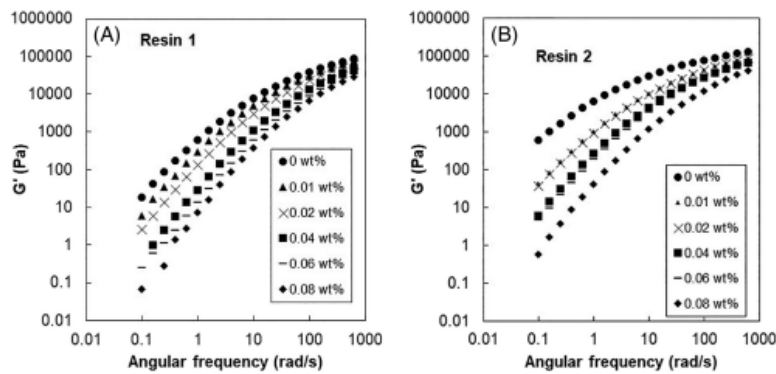 (A)
Resin 1
G' (Pa)
1000000
100000
10000
1000
100
10
1
0.1
0.01
0 wt%
0.01 wt%
0.02 wt%
0.04 wt%
0.06 wt%
0.08 wt%
0.01 0.1 1 10 100 1000
Angular frequency (rad/s)
(B)
Resin 2
G' (Pa)
1000000
100000
10000
1000
100
10
1
0.1
0.01
0 wt%
0.01 wt%
0.02 wt%
0.04 wt%
0.06 wt%
0.08 wt%
0.01 0.1 1 10 100 1000
Angular frequency (rad/s)